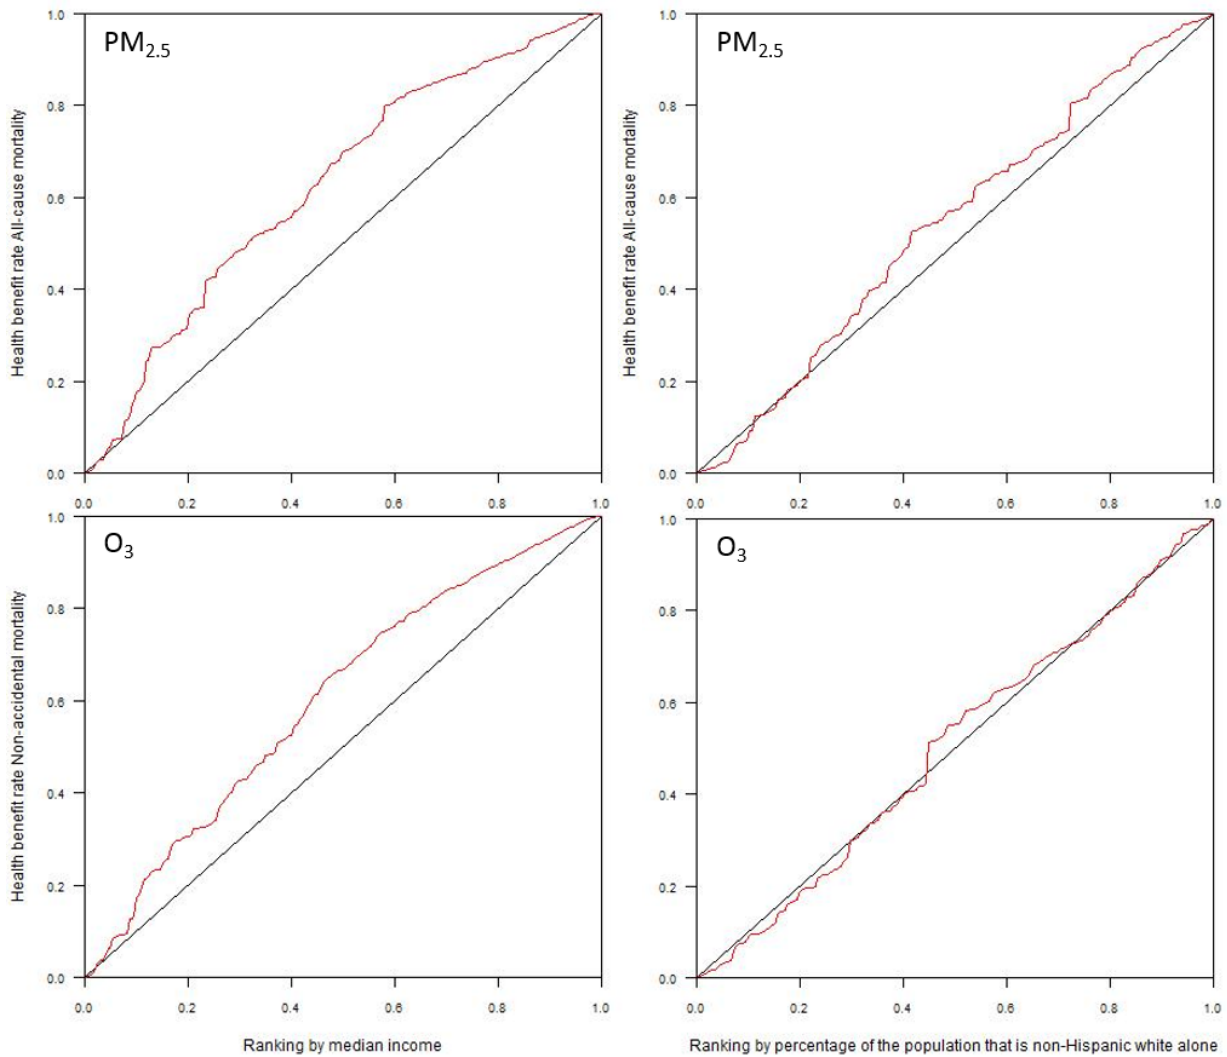 PM2.5
Health benefit rate All-cause mortality
1.0
0.8
0.6
0.4
0.2
0.0
0.0 0.2 0.4 0.6 0.8 1.0
PM2.5
Health benefit rate All-cause mortality
1.0
0.8
0.6
0.4
0.2
0.0
0.0 0.2 0.4 0.6 0.8 1.0
O3
Health benefit rate Non-accidental mortality
1.0
0.8
0.6
0.4
0.2
0.0
0.0 0.2 0.4 0.6 0.8 1.0
Ranking by median income
O3
1.0
0.8
0.6
0.4
0.2
0.0
0.0 0.2 0.4 0.6 0.8 1.0
Ranking by percentage of the population that is non-Hispanic white alone